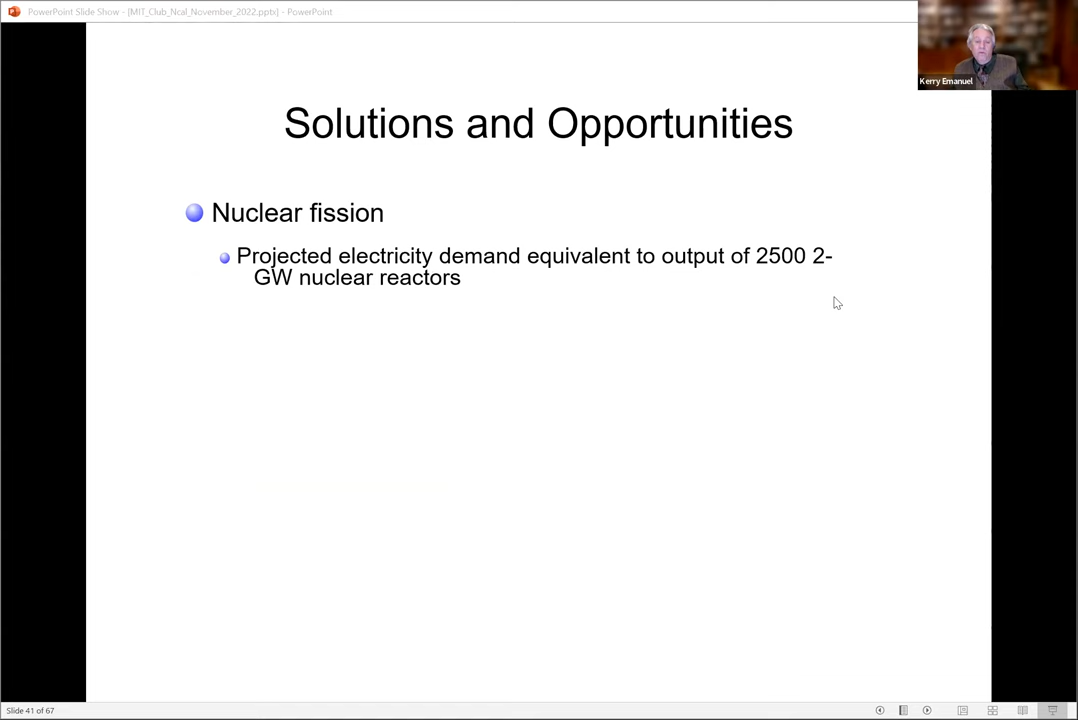 PowerPoint Slide Show - [MIT_Club_Ncal_November_2022.pptx] - PowerPoint
Kerry Emanuel
Solutions and Opportunities
Nuclear fission
Projected electricity demand equivalent to output of 2500 2-
GW nuclear reactors
Slide 41 of 67